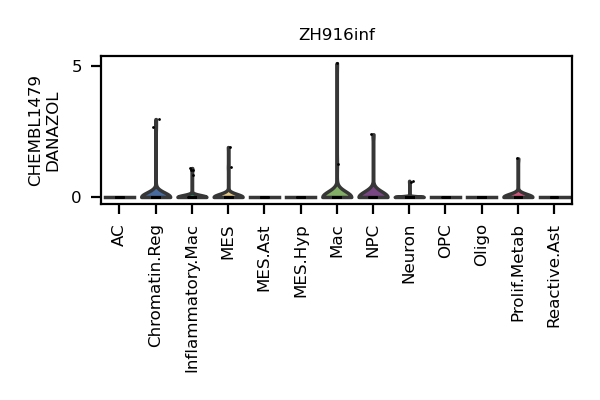 ZH916inf
CHEMBL1479
DANAZOL
5
0
AC
Chromatin.Reg
Inflammatory.Mac
MES
MES.Ast
MES.Hyp
Mac
NPC
Neuron
OPC
Oligo
Prolif.Metab
Reactive.Ast